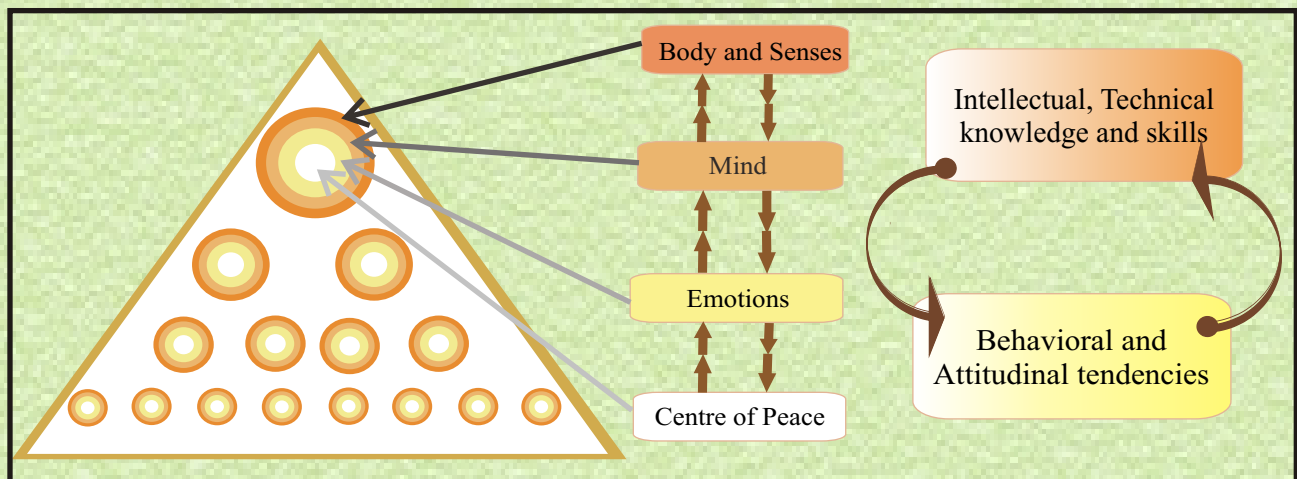 Body and Senses
Mind
Emotions
Centre of Peace
Intellectual, Technical
knowledge and skills
Behavioral and
Attitudinal tendencies